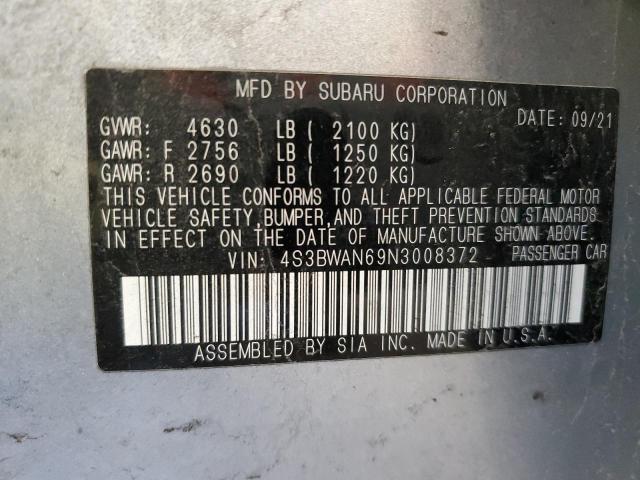 MFD BY SUBARU CORPORATION
DATE: 09/21
GVWR: 4630 LB ( 2100 KG)
GAWR: F 2756 LB ( 1250 KG)
GAWR: R 2690 LB ( 1220 KG)
THIS VEHICLE CONFORMS TO ALL APPLICABLE FEDERAL MOTOR
VEHICLE SAFETY,BUMPER,AND THEFT PREVENTION STANDARDS
IN EFFECT ON THE DATE OF MANUFACTURE SHOWN ABOVE.
VIN: 4S3BWAN69N3008372 PASSENGER CAR
ASSEMBLED BY SIA INC. MADE IN U.S.A.